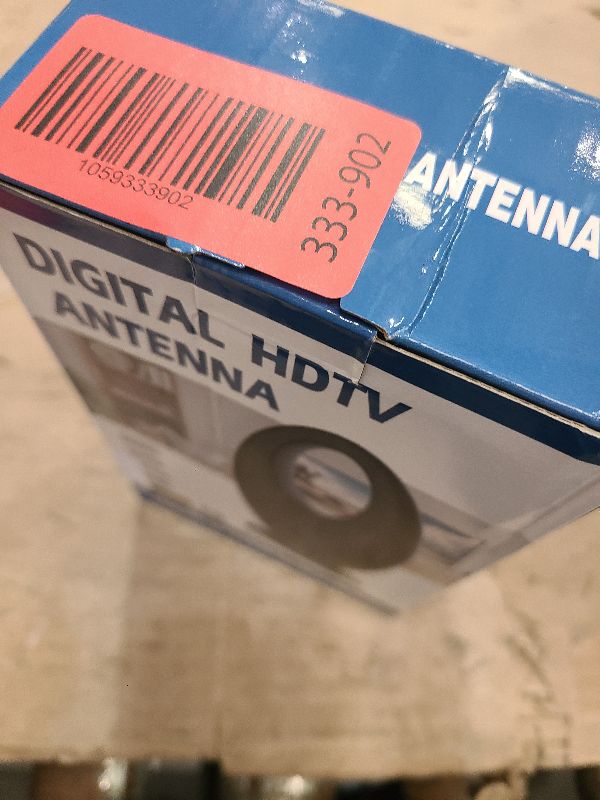 1059333902
333-902
ANTENNA
DIGITAL HDTV
ANTENNA